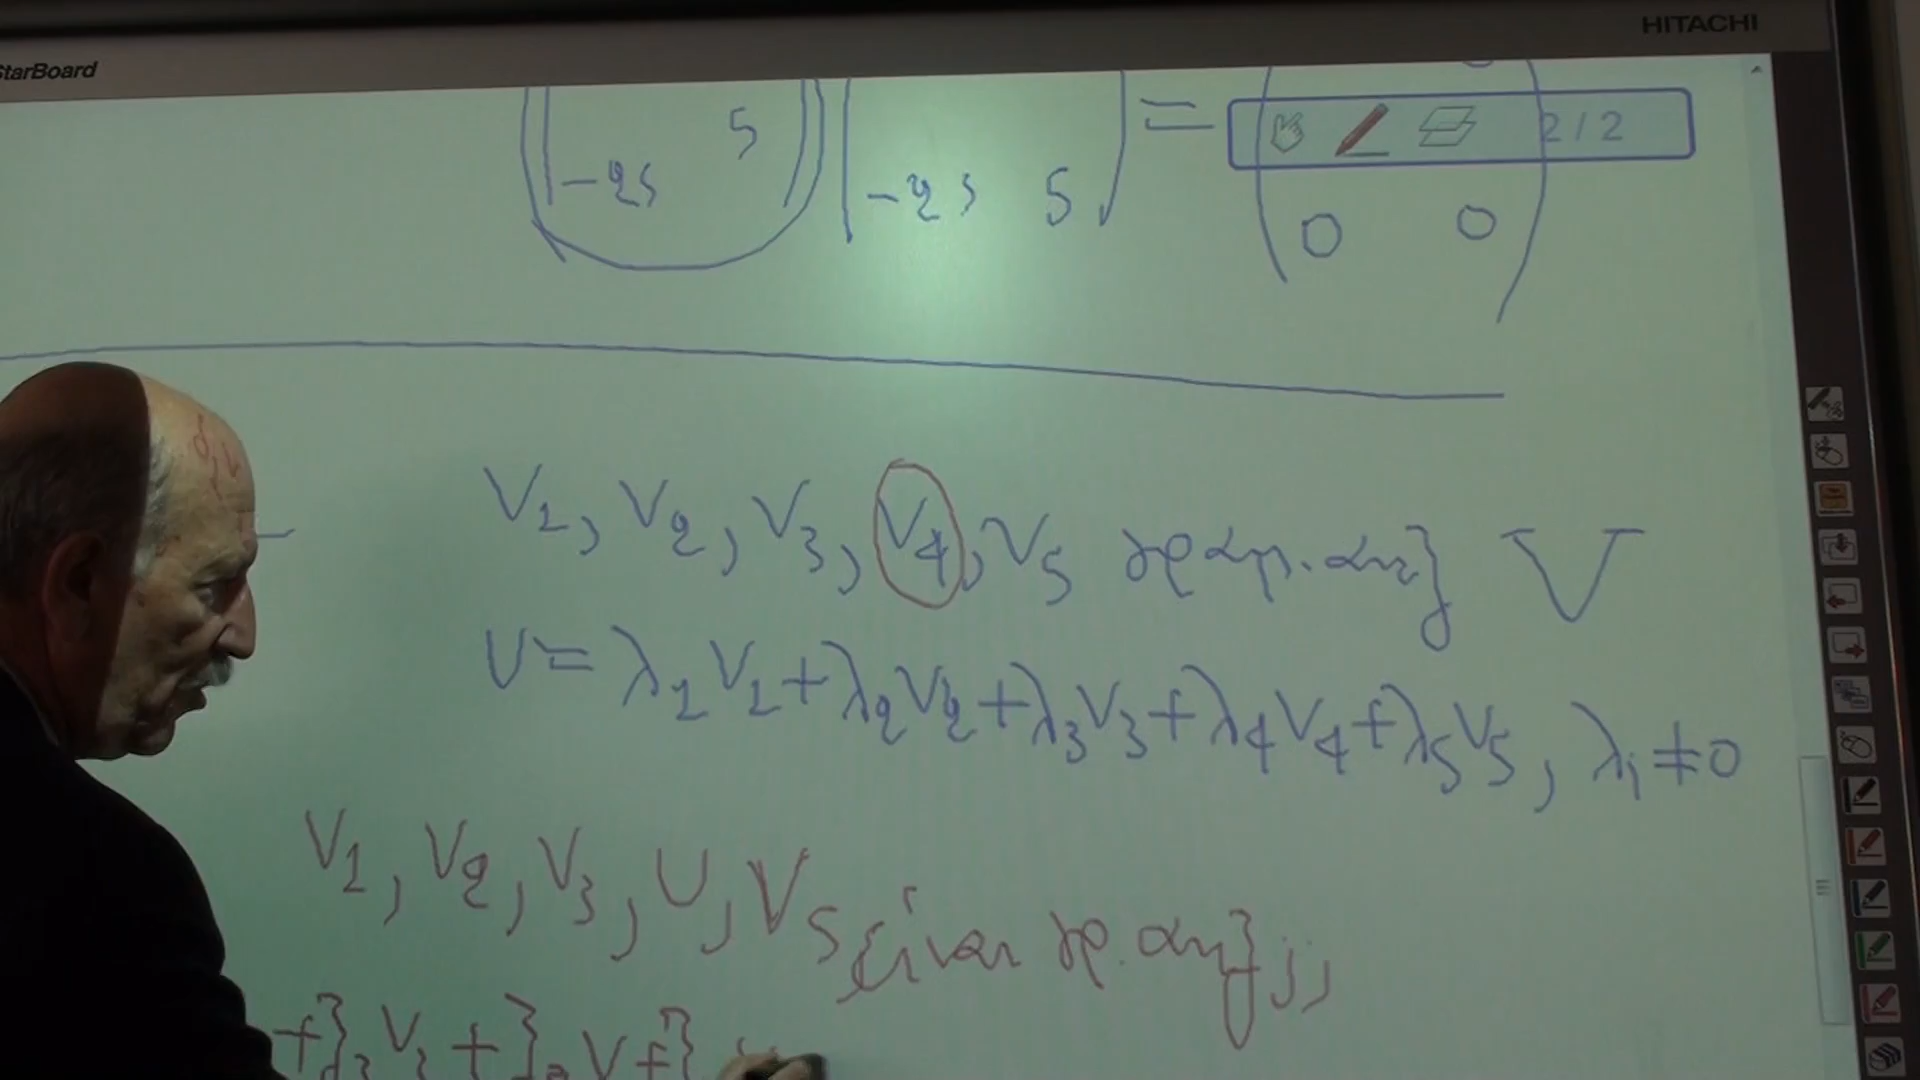 HITACHI
StarBoard
5
-25
-25 5
=
2 / 2
0 0
V1, V2, V3, V4, V5 γραμ. ανεξ V
U = λ1V1 + λ2V2 + λ3V3 + λ4V4 + λ5V5, λi ≠ 0
V1, V2, V3, U, V5 είναι γρ. ανεξ ;;